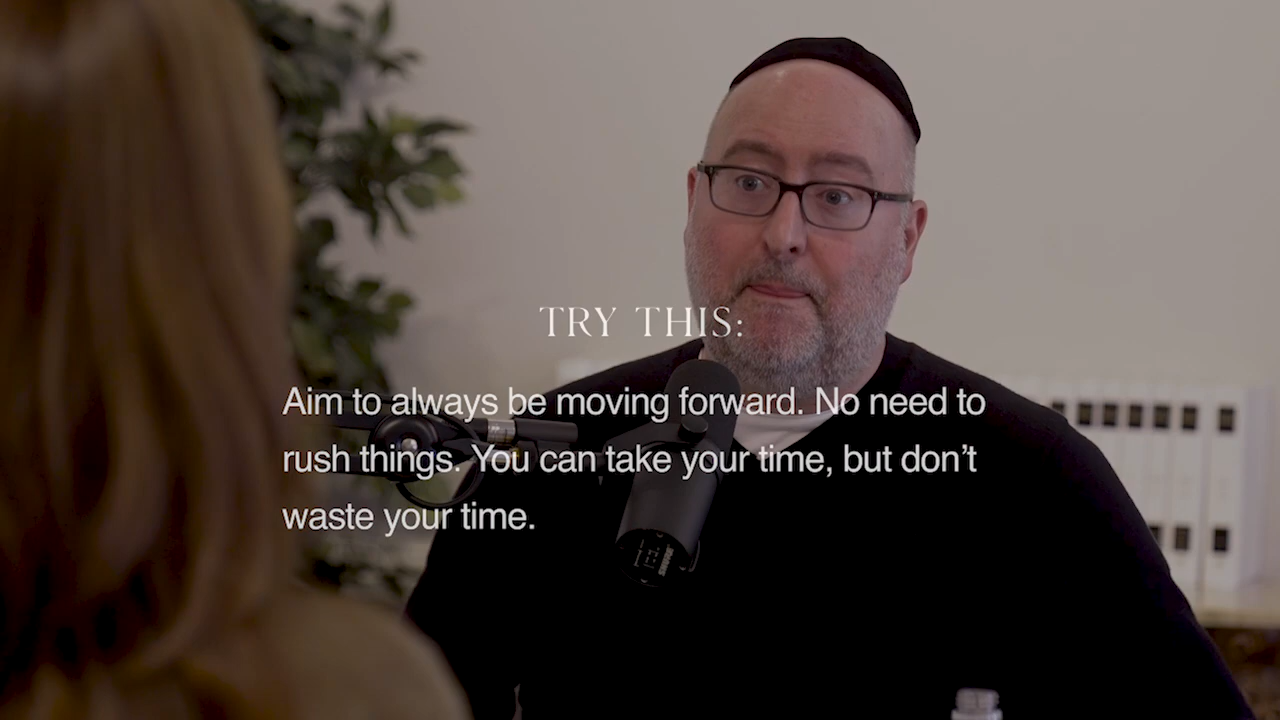 TRY THIS:
Aim to always be moving forward. No need to
rush things. You can take your time, but don’t
waste your time.